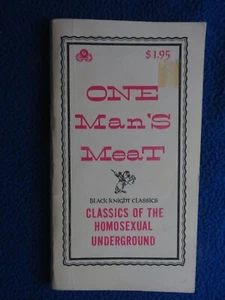 $1.95
ONE
Man's
Meat
BLACK KNIGHT CLASSICS
CLASSICS OF THE
HOMOSEXUAL
UNDERGROUND